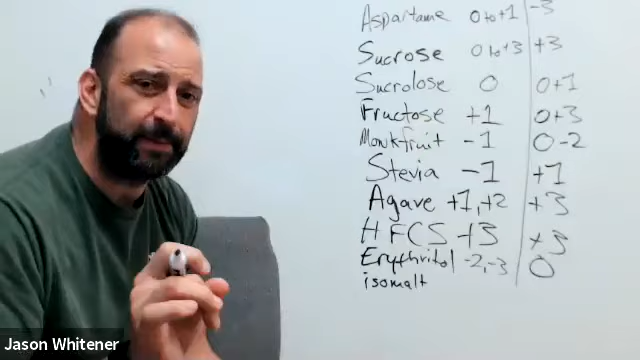 Aspartame 0 to +1 -3
Sucrose 0 to +3 +3
Sucrolose 0 0+1
Fructose +1 0+3
Monkfruit -1 0-2
Stevia -1 +1
Agave +1,+2 +3
HFCS +3 +3
Erythritol -2,-3 0
isomalt
Jason Whitener